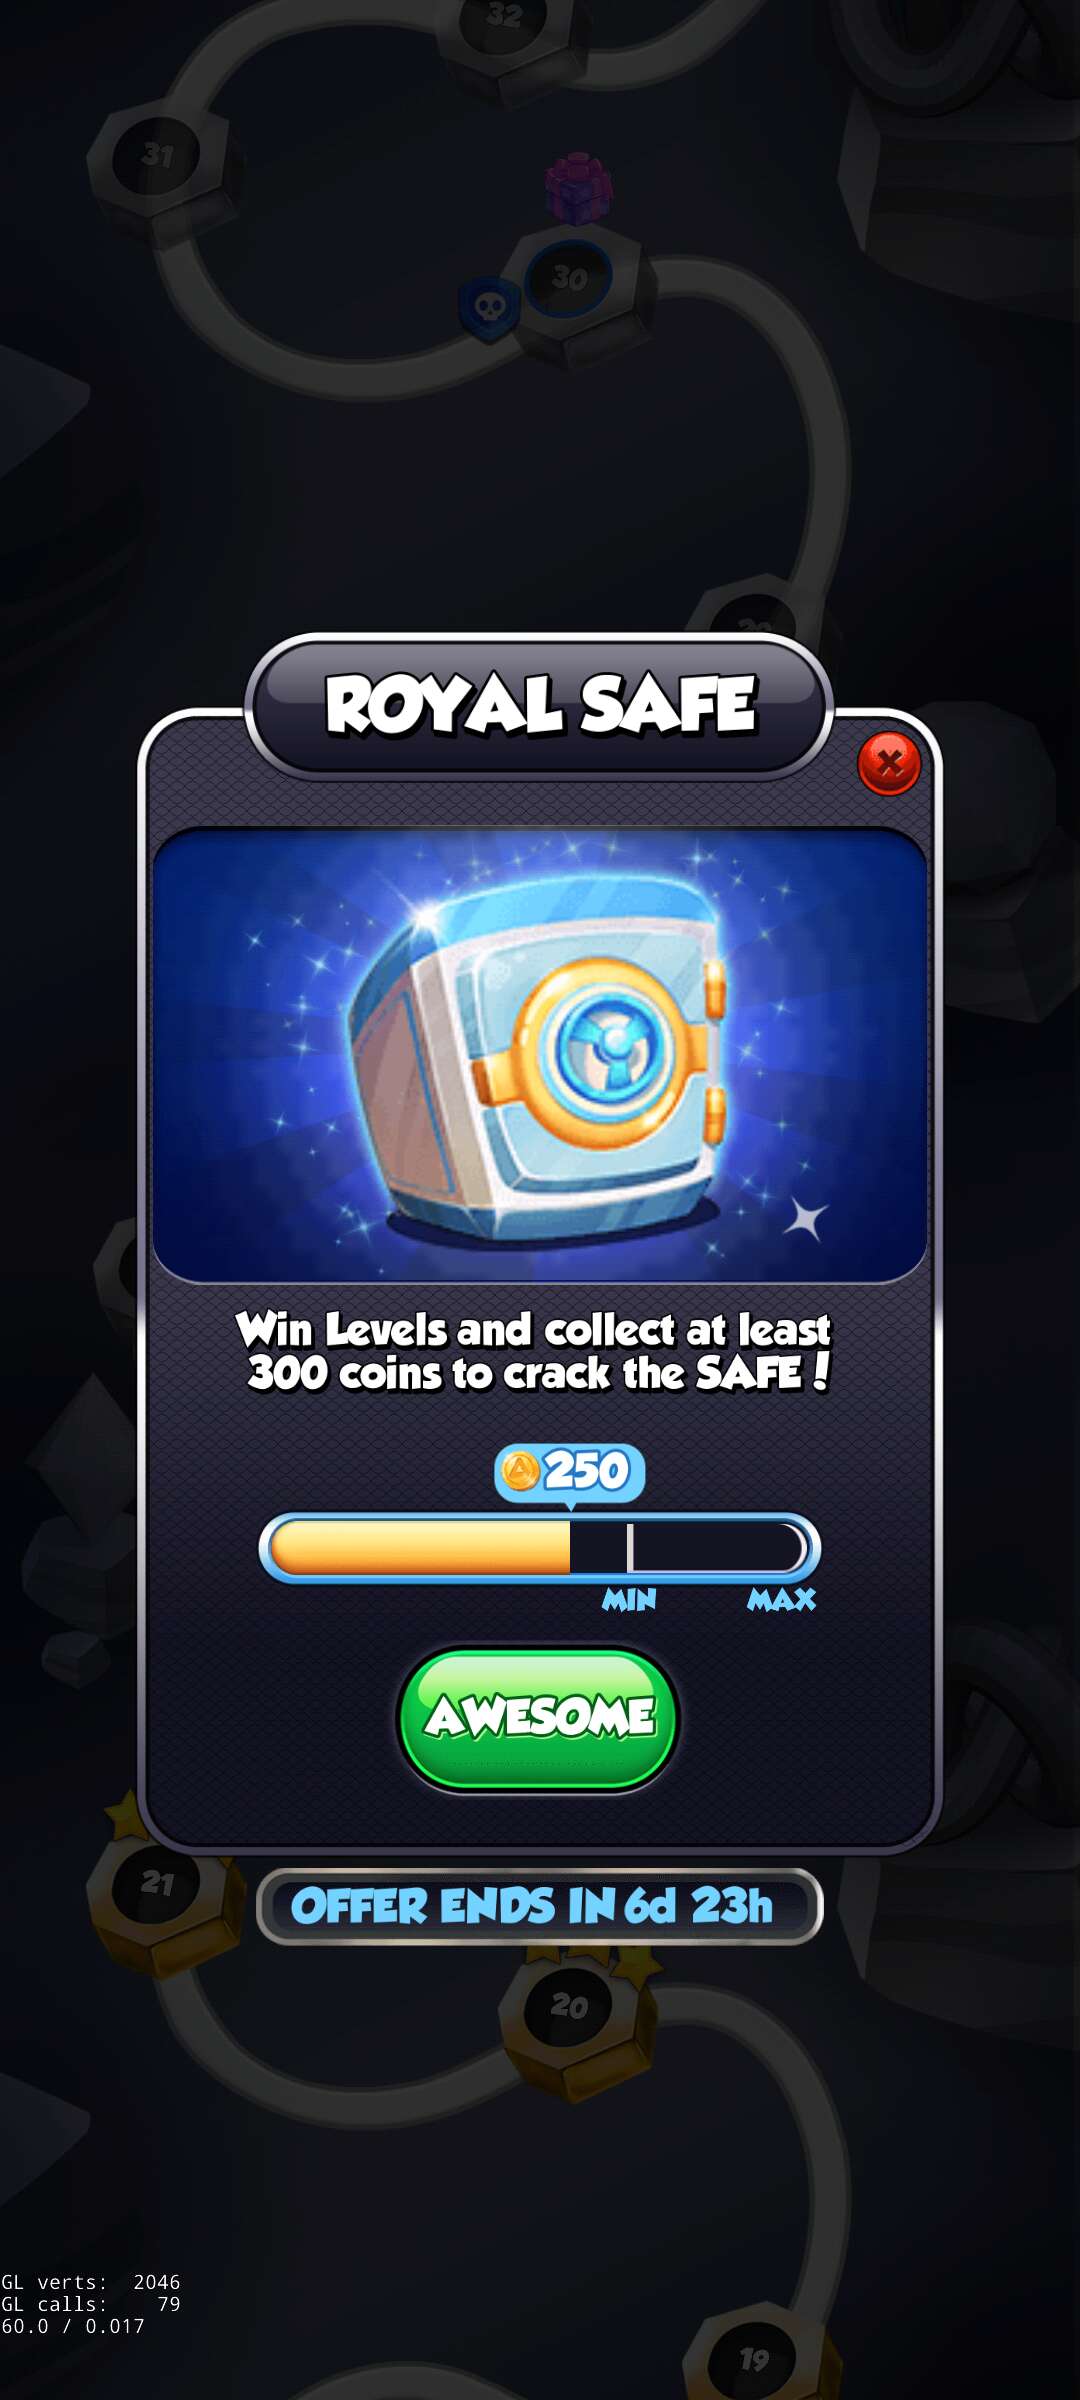 32
31
30
ROYAL SAFE
Win Levels and collect at least
300 coins to crack the SAFE!
250
MIN MAX
AWESOME
21
OFFER ENDS IN 6d 23h
20
GL verts: 2046
GL calls: 79
60.0 / 0.017
19